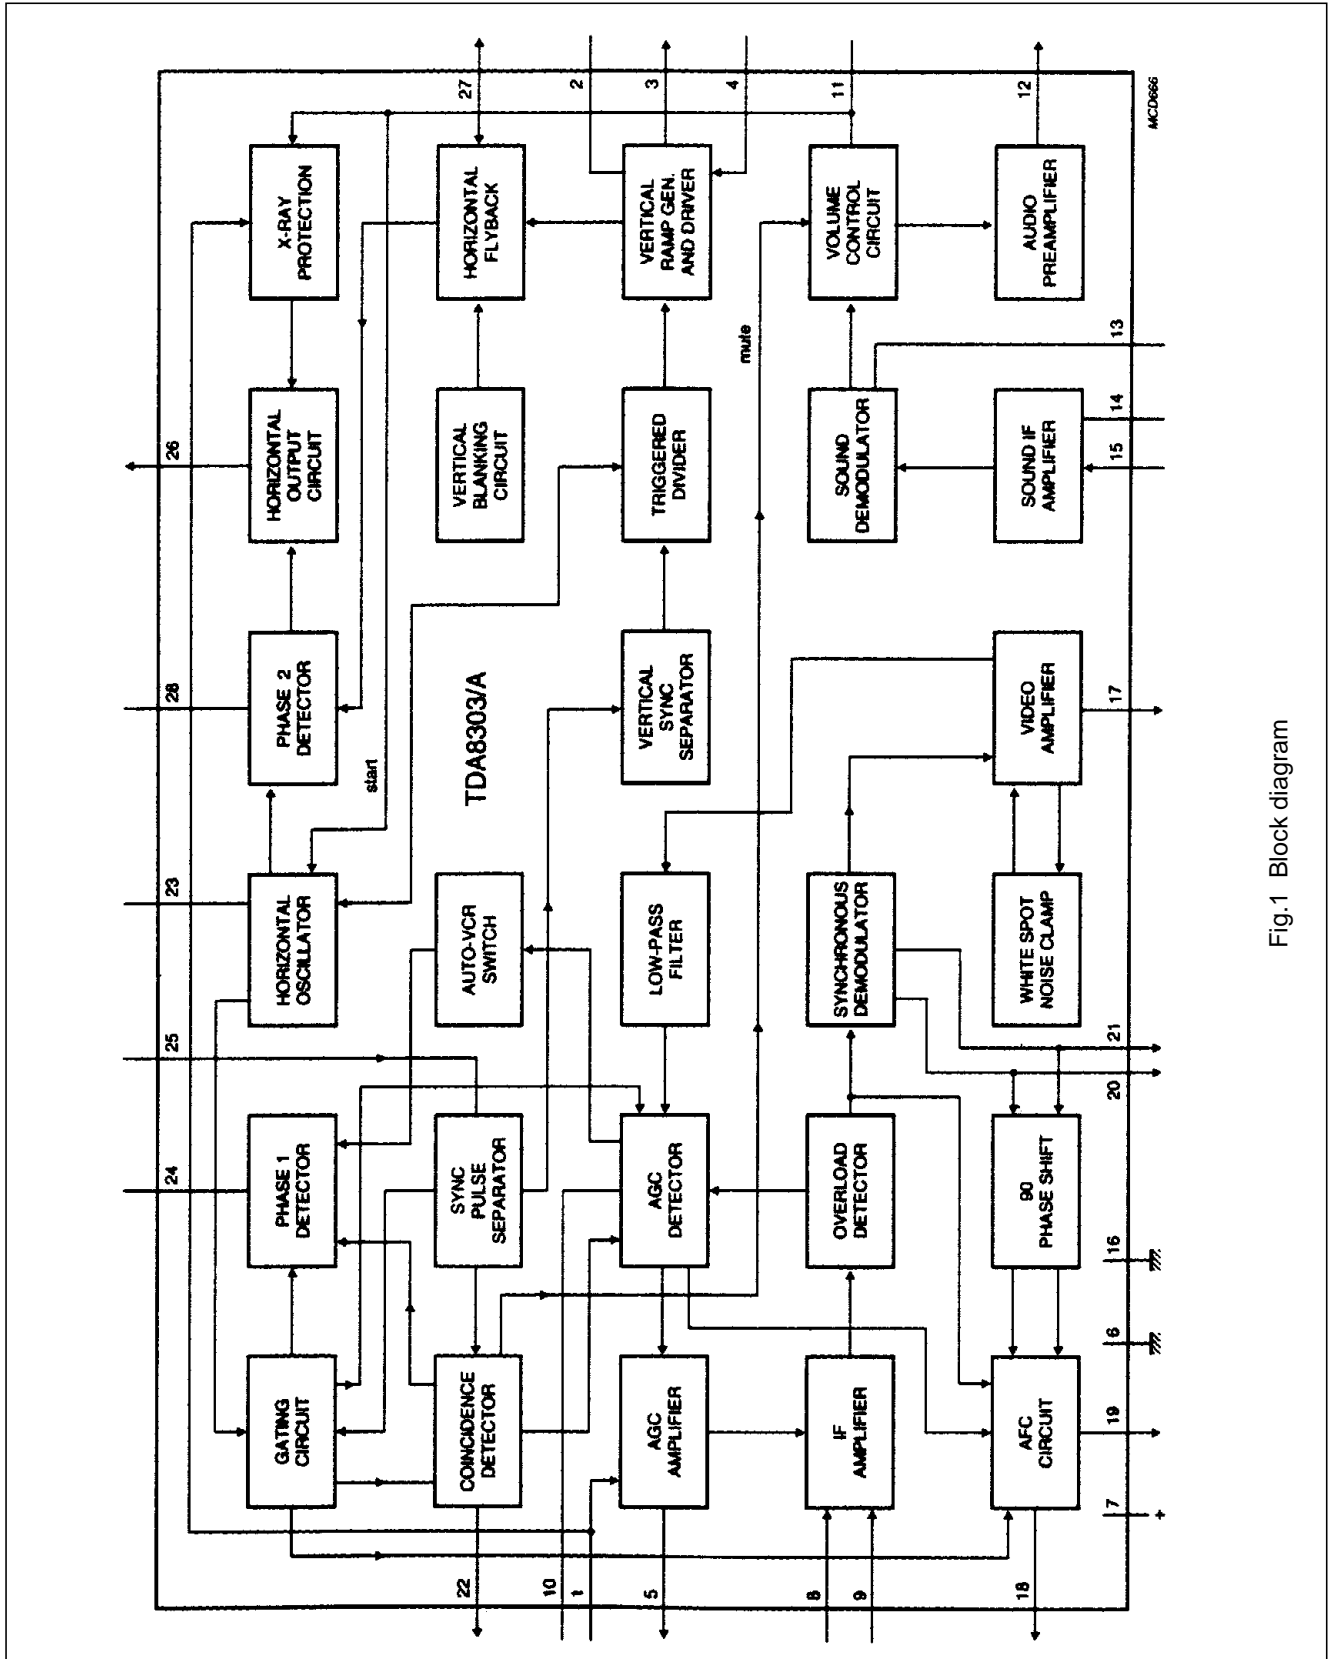 26
28
23
25
24
X-RAY
PROTECTION
HORIZONTAL
OUTPUT
CIRCUIT
PHASE 2
DETECTOR
HORIZONTAL
OSCILLATOR
PHASE 1
DETECTOR
GATING
CIRCUIT
start
27
HORIZONTAL
FLYBACK
VERTICAL
BLANKING
CIRCUIT
TDA8303/A
AUTO-VCR
SWITCH
SYNC
PULSE
SEPARATOR
COINCIDENCE
DETECTOR
22
2
3
4
VERTICAL
RAMP GEN.
AND DRIVER
TRIGGERED
DIVIDER
VERTICAL
SYNC
SEPARATOR
LOW-PASS
FILTER
AGC
DETECTOR
AGC
AMPLIFIER
10
1
5
mute
11
VOLUME
CONTROL
CIRCUIT
SOUND
DEMODULATOR
SYNCHRONOUS
DEMODULATOR
OVERLOAD
DETECTOR
IF
AMPLIFIER
8
9
12
AUDIO
PREAMPLIFIER
SOUND IF
AMPLIFIER
VIDEO
AMPLIFIER
WHITE SPOT
NOISE CLAMP
90
PHASE SHIFT
AFC
CIRCUIT
18
13
14
15
17
21
20
16
6
19
7
+
MCD666
Fig.1 Block diagram